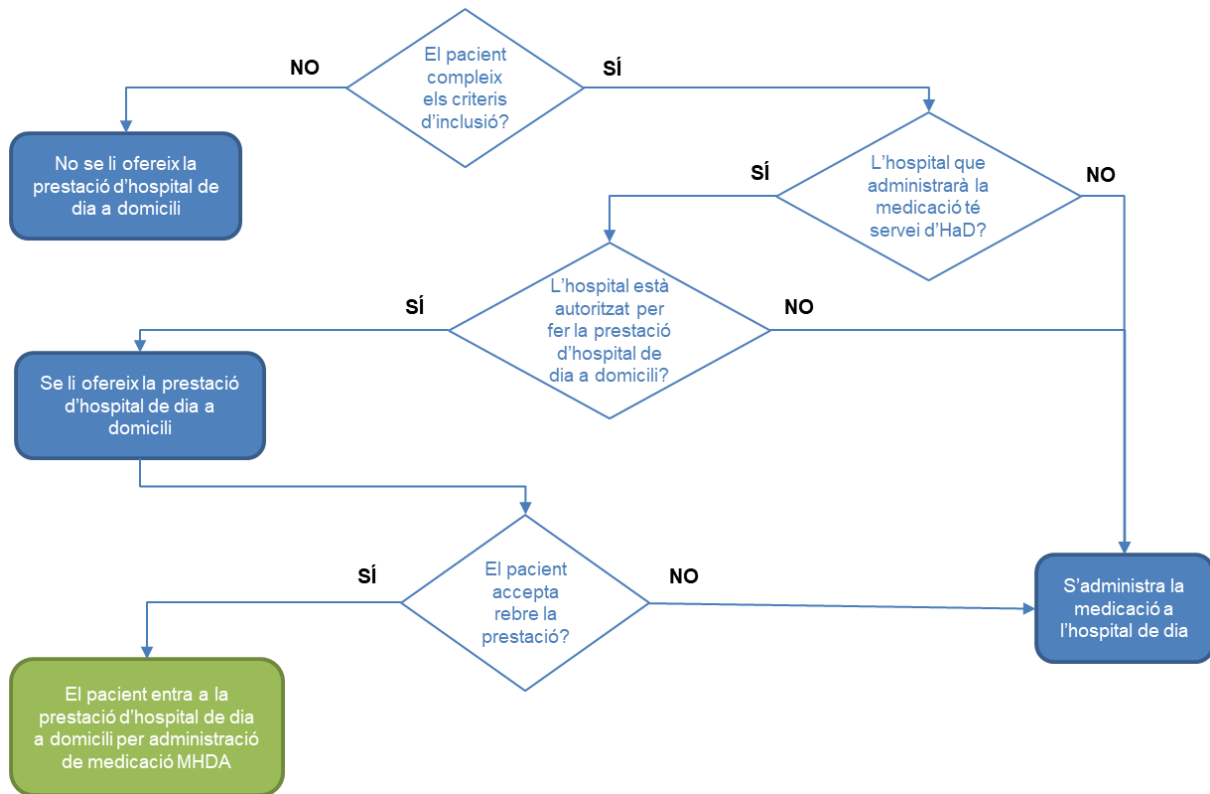 El pacient
compleix
els criteris
d'inclusió?
NO
SÍ
No se li ofereix la
prestació d'hospital de
dia a domicili
L'hospital que
administrarà la
medicació té
servei d'HaD?
SÍ
NO
L'hospital està
autoritzat per
fer la prestació
d'hospital de
dia a domicili?
SÍ
NO
Se li ofereix la prestació
d'hospital de dia a
domicili
El pacient
accepta
rebre la
prestació?
SÍ
NO
S'administra la
medicació a
l'hospital de dia
El pacient entra a la
prestació d'hospital de dia
a domicili per administració
de medicació MHDA